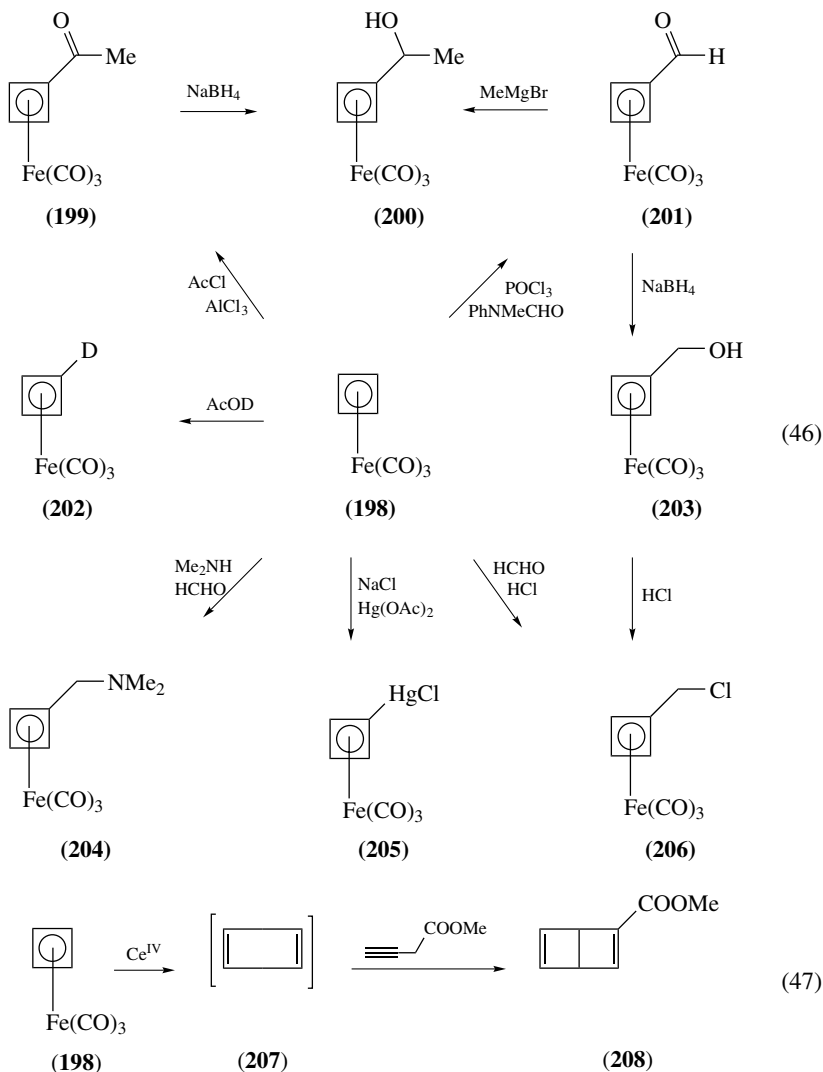 O HO O
Me Me H
NaBH₄ MeMgBr
Fe(CO)₃ Fe(CO)₃ Fe(CO)₃
(199) (200) (201)
AcCl
AlCl₃
POCl₃
PhNMeCHO
NaBH₄
D OH
AcOD
(46)
Fe(CO)₃ Fe(CO)₃ Fe(CO)₃
(202) (198) (203)
Me₂NH
HCHO
NaCl
Hg(OAc)₂
HCHO
HCl
HCl
NMe₂ HgCl Cl
Fe(CO)₃ Fe(CO)₃ Fe(CO)₃
(204) (205) (206)
COOMe
Ce^IV COOMe
(47)
Fe(CO)₃
(198) (207) (208)